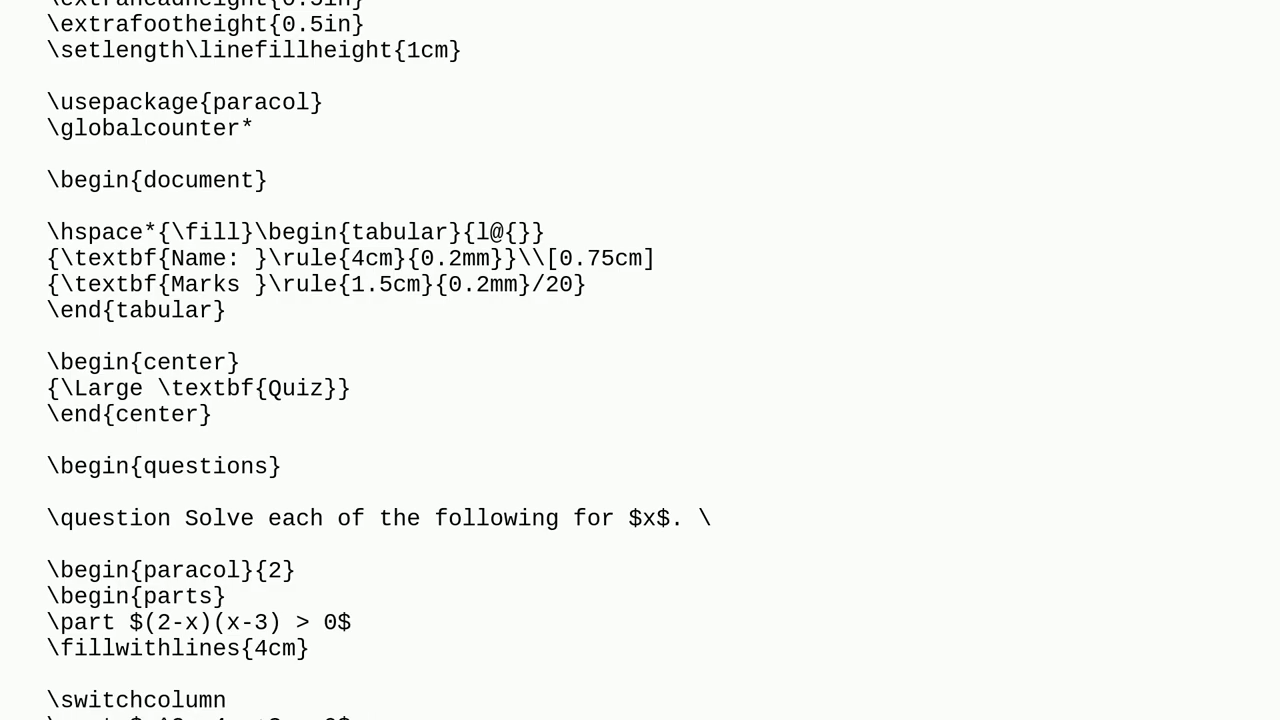 \extraheadheight{0.5in}
\extrafootheight{0.5in}
\setlength\linefillheight{1cm}
\usepackage{paracol}
\globalcounter*
\begin{document}
\hspace*{\fill}\begin{tabular}{l@{}}
{\textbf{Name: }\rule{4cm}{0.2mm}}\\[0.75cm]
{\textbf{Marks }\rule{1.5cm}{0.2mm}/20}
\end{tabular}
\begin{center}
{\Large \textbf{Quiz}}
\end{center}
\begin{questions}
\question Solve each of the following for $x$. \
\begin{paracol}{2}
\begin{parts}
\part $(2-x)(x-3) > 0$
\fillwithlines{4cm}
\switchcolumn